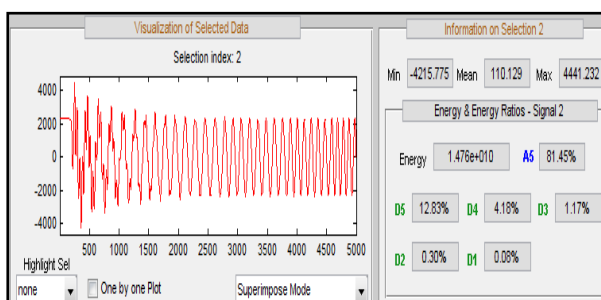 Visualization of Selected Data
Selection index: 2
4000
2000
0
-2000
-4000
500 1000 1500 2000 2500 3000 3500 4000 4500 5000
Highlight Sel
none One by one Plot Superimpose Mode
Information on Selection 2
Min -4215.775 Mean 110.129 Max 4441.232
Energy & Energy Ratios - Signal 2
Energy 1.476e+010 A5 81.45%
D5 12.83% D4 4.18% D3 1.17%
D2 0.30% D1 0.08%